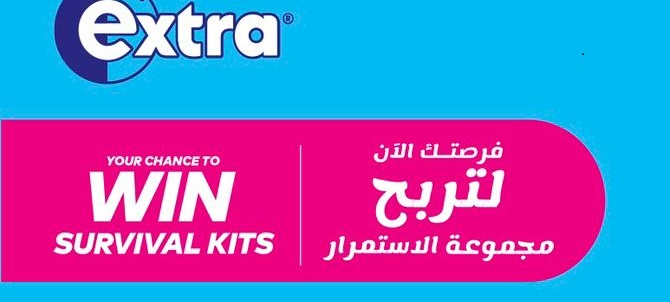 extra®
YOUR CHANCE TO
WIN
SURVIVAL KITS
فرصتك الآن
لتربح
مجموعة الاستمرار